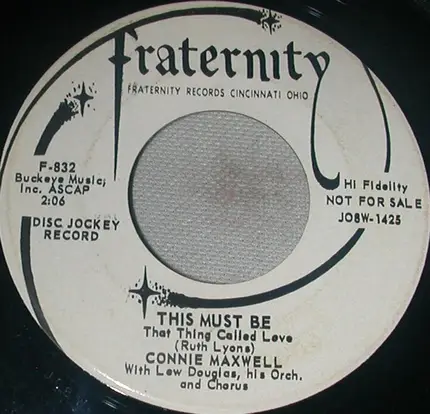 Fraternity
FRATERNITY RECORDS CINCINNATI OHIO
F-832
Buckeye Music,
Inc. ASCAP
2:06
DISC JOCKEY
RECORD
Hi Fidelity
NOT FOR SALE
JO8W-1425
THIS MUST BE
That Thing Called Love
(Ruth Lyons)
CONNIE MAXWELL
With Lew Douglas, his Orch.
and Chorus